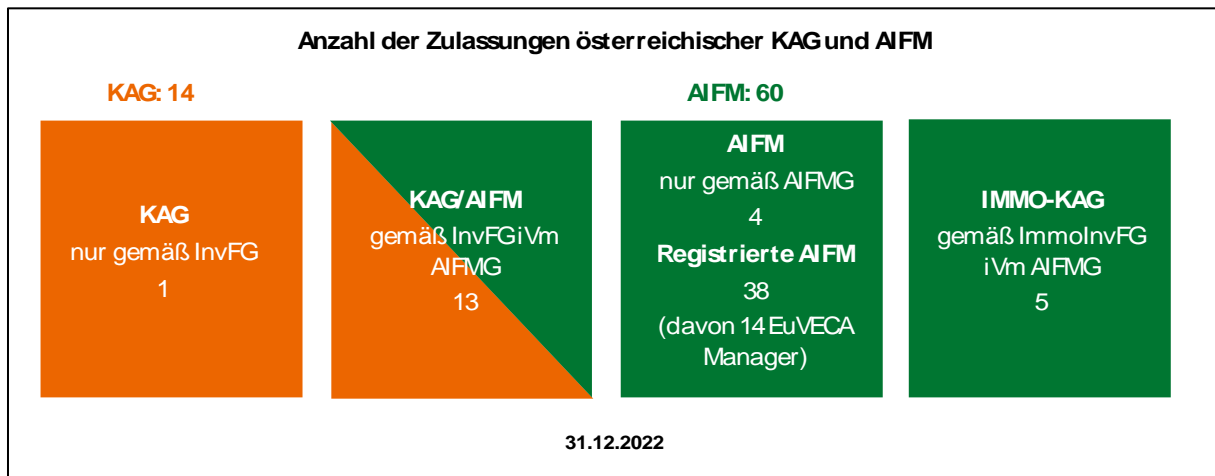 Anzahl der Zulassungen österreichischer KAG und AIFM
KAG: 14
AIFM: 60
KAG
nur gemäß InvFG
1
KAG/AIFM
gemäß InvFG iVm
AIFMG
13
AIFM
nur gemäß AIFMG
4
Registrierte AIFM
38
(davon 14 EuVECA
Manager)
IMMO-KAG
gemäß ImmoInvFG
iVm AIFMG
5
31.12.2022